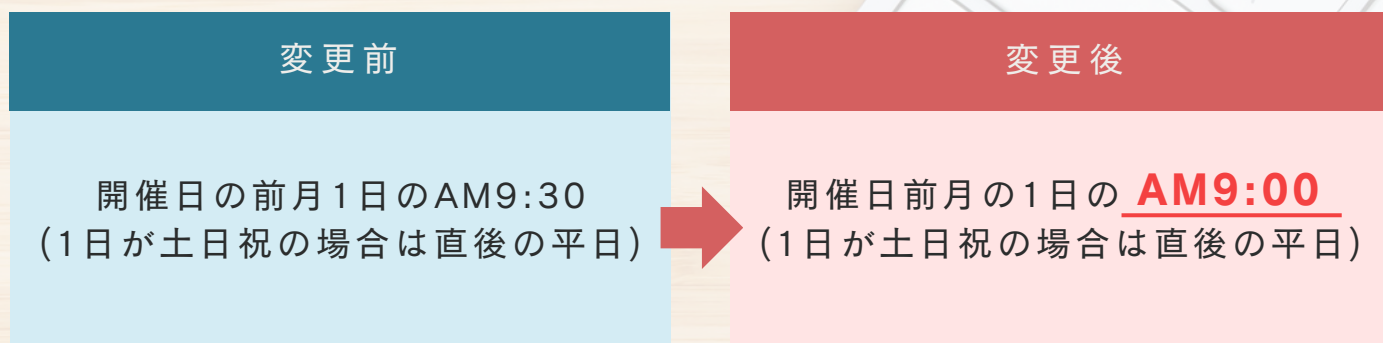 変更前
開催日の前月1日のAM9:30
(1日が土日祝の場合は直後の平日)
変更後
開催日前月の1日の AM9:00
(1日が土日祝の場合は直後の平日)